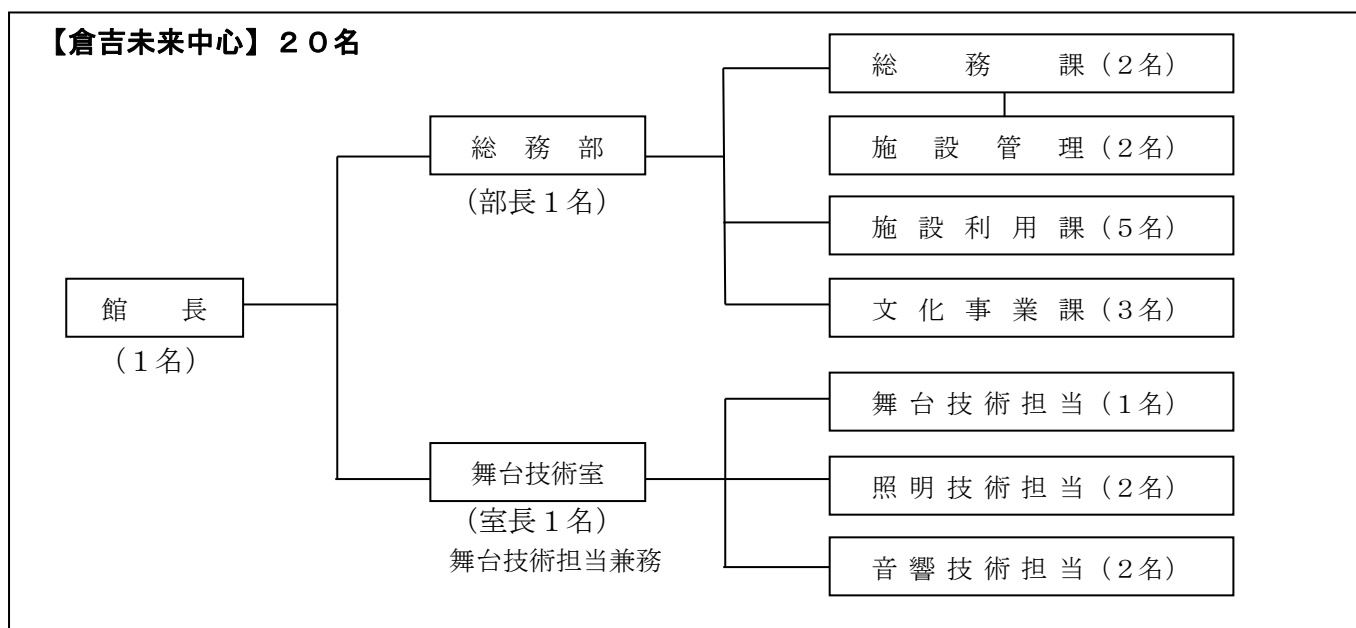 【倉吉未来中心】２０名
総務課（２名）
総務部
（部長１名）
施設管理（２名）
施設利用課（５名）
文化事業課（３名）
館長
（１名）
舞台技術担当（１名）
舞台技術室
（室長１名）
舞台技術担当兼務
照明技術担当（２名）
音響技術担当（２名）